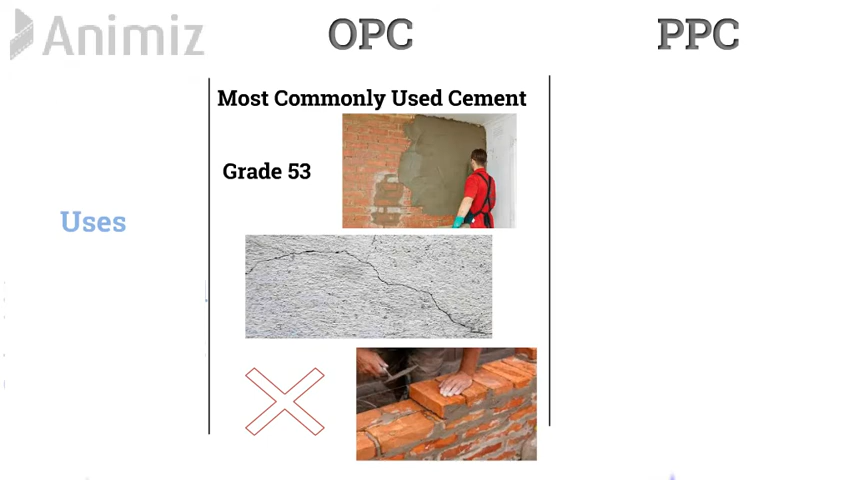 Animiz
OPC
PPC
Most Commonly Used Cement
Grade 53
Uses